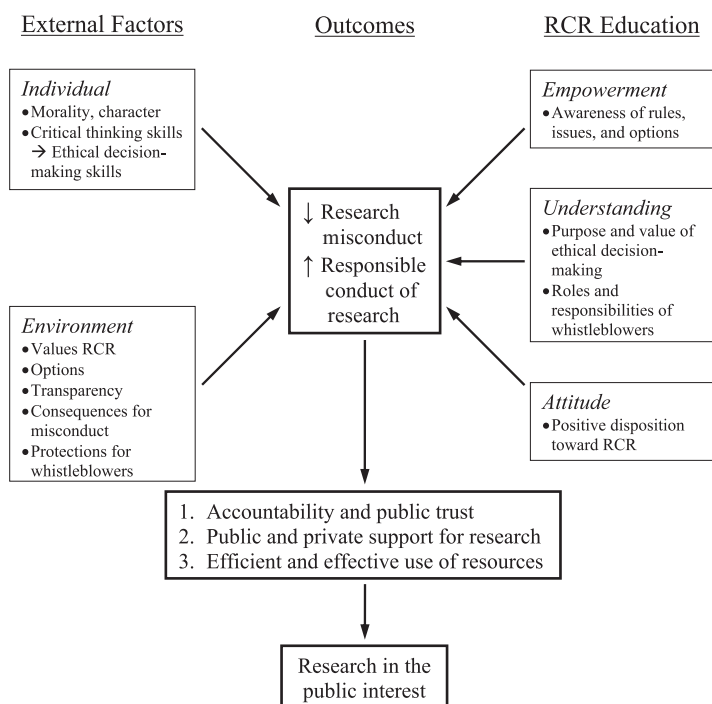 External Factors
Outcomes
RCR Education
Individual
•Morality, character
•Critical thinking skills
→ Ethical decision-
making skills
Environment
•Values RCR
•Options
•Transparency
•Consequences for
misconduct
•Protections for
whistleblowers
↓ Research
misconduct
↑ Responsible
conduct of
research
Empowerment
•Awareness of rules,
issues, and options
Understanding
•Purpose and value of
ethical decision-
making
•Roles and
responsibilities of
whistleblowers
Attitude
•Positive disposition
toward RCR
1. Accountability and public trust
2. Public and private support for research
3. Efficient and effective use of resources
Research in the
public interest